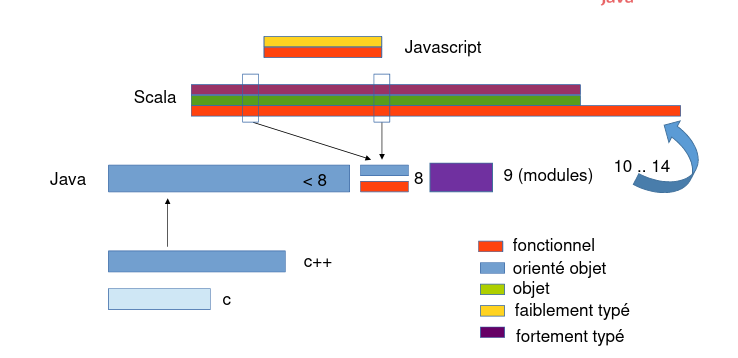 java
Javascript
Scala
Java
< 8
8
9 (modules)
10 .. 14
c++
c
fonctionnel
orienté objet
objet
faiblement typé
fortement typé